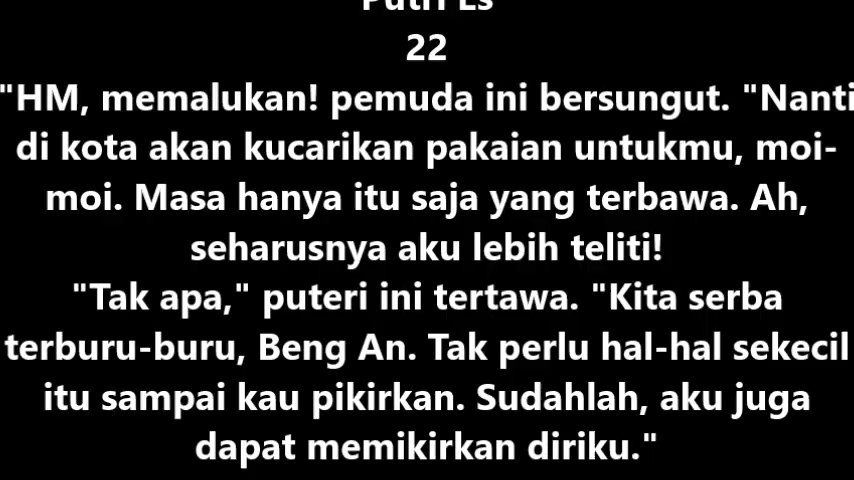 Putri Es
22
"HM, memalukan! pemuda ini bersungut. "Nanti
di kota akan kucarikan pakaian untukmu, moi-
moi. Masa hanya itu saja yang terbawa. Ah,
seharusnya aku lebih teliti!
"Tak apa," puteri ini tertawa. "Kita serba
terburu-buru, Beng An. Tak perlu hal-hal sekecil
itu sampai kau pikirkan. Sudahlah, aku juga
dapat memikirkan diriku."